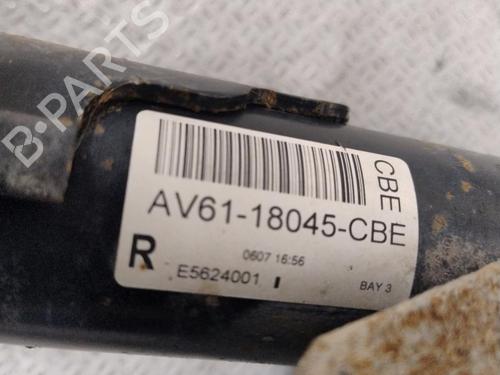 B-PARTS
CBE
AV61-18045-CBE
R
0607 16:56
E5624001
BAY 3